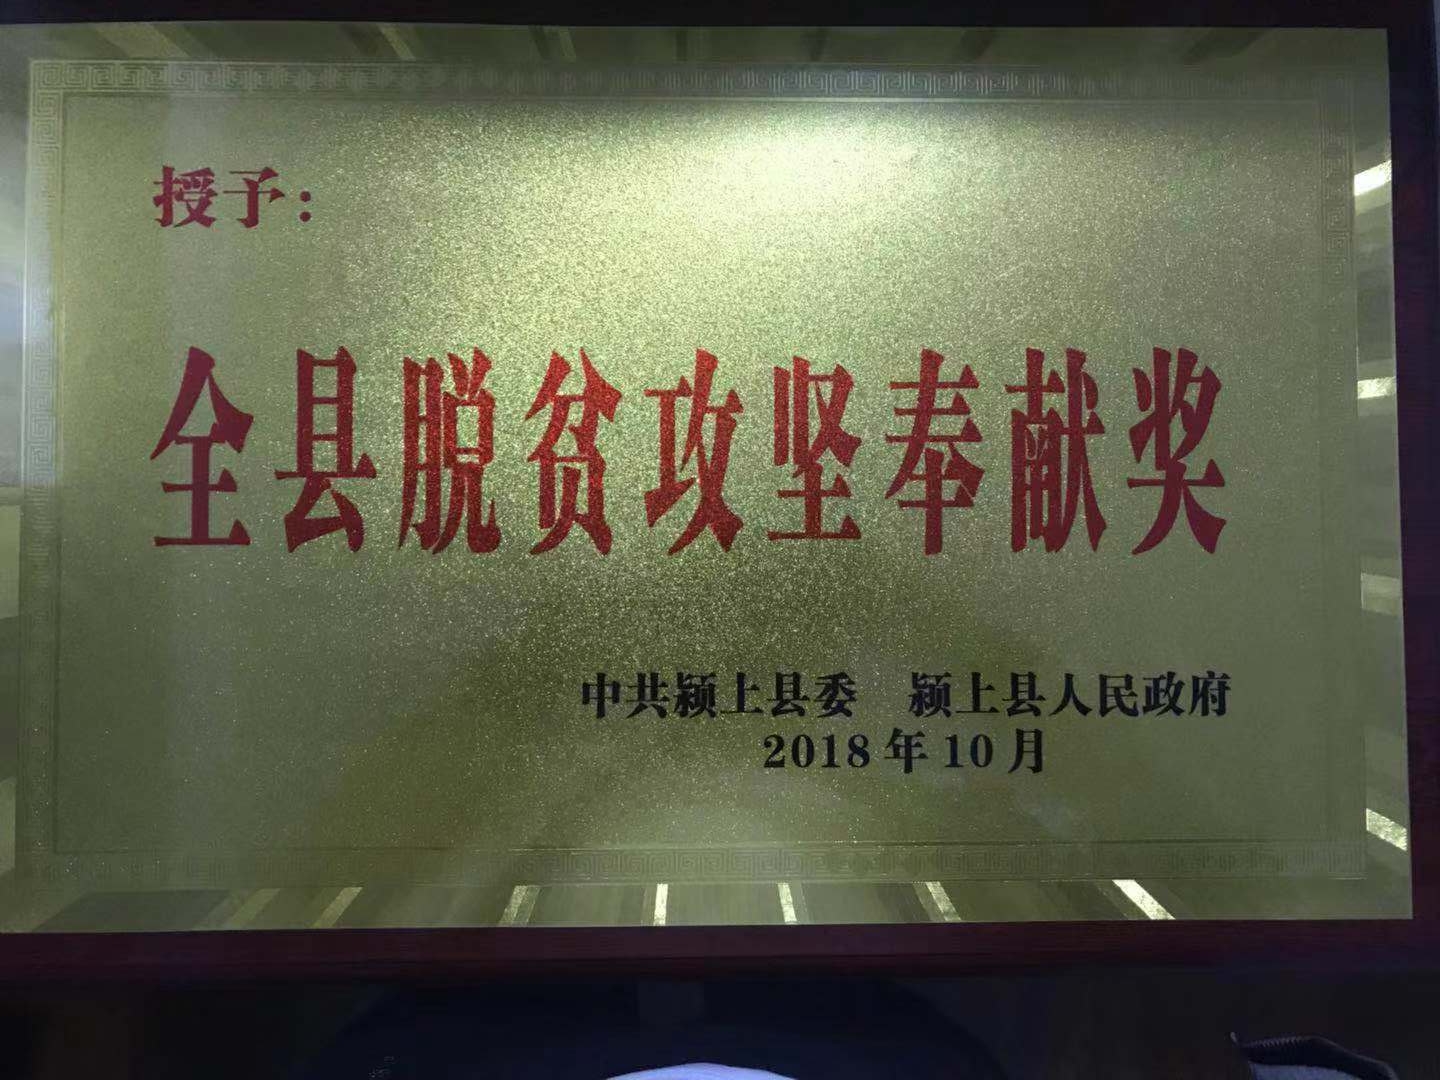 授予：
全县脱贫攻坚奉献奖
中共颍上县委 颍上县人民政府
2018年10月